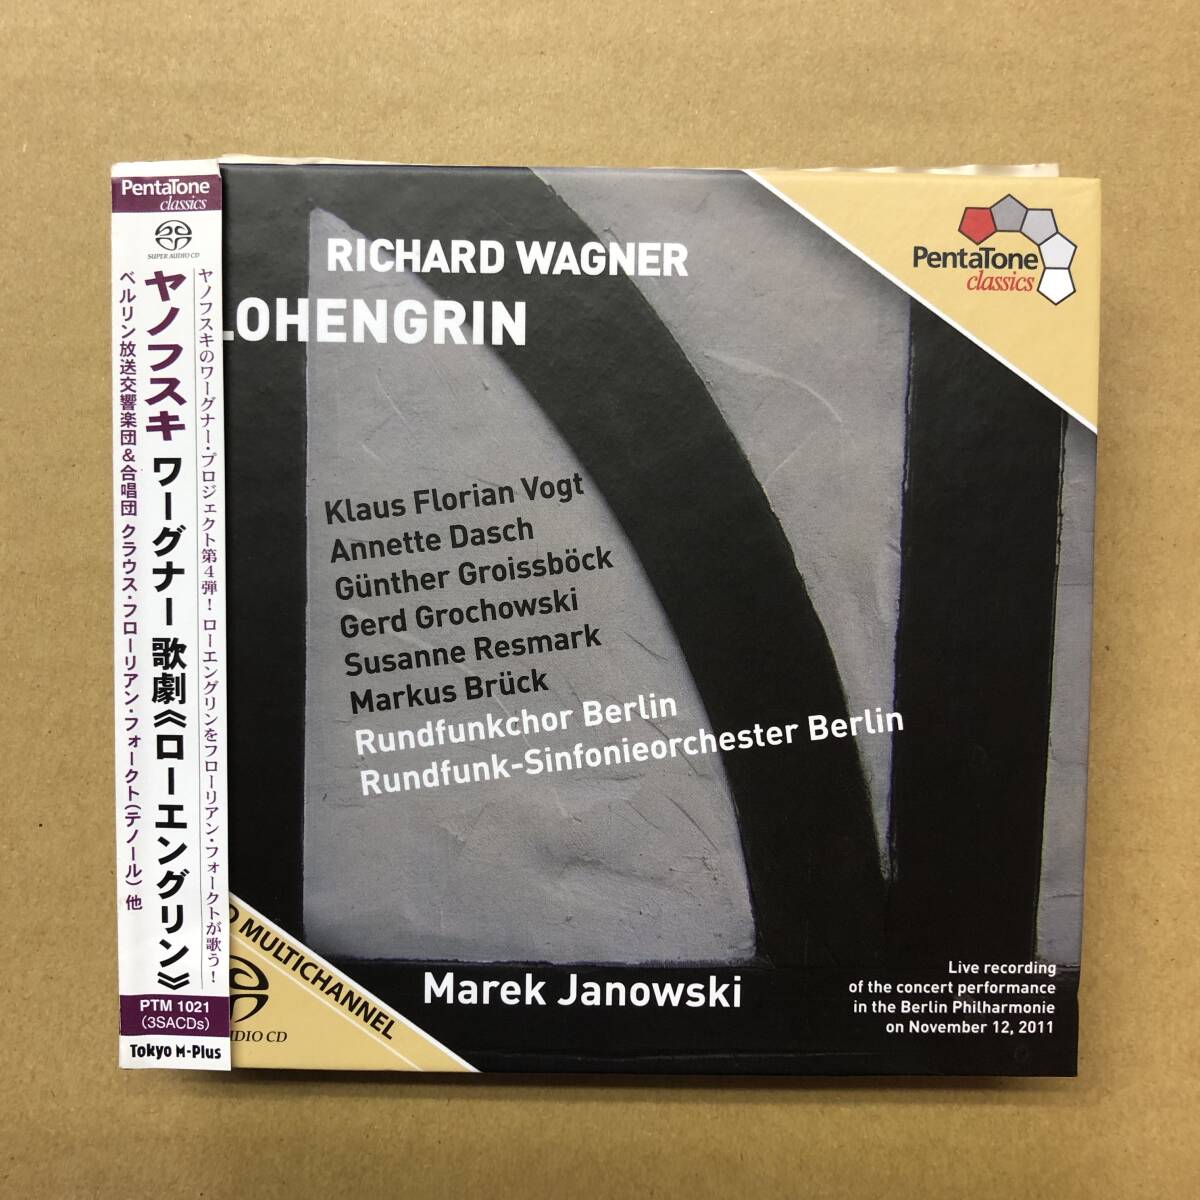 PentaTone
classics
SUPER AUDIO CD
ヤノフスキのワーグナー・プロジェクト第4弾!ローエングリンをフローリアン・フォークトが歌う!
ヤノフスキ ワーグナー 歌劇《ローエングリン》
ベルリン放送交響楽団&合唱団 クラウス・フローリアン・フォークト(テノール) 他
PTM 1021
(3SACDs)
Tokyo M-Plus
RICHARD WAGNER
LOHENGRIN
PentaTone
classics
Klaus Florian Vogt
Annette Dasch
Günther Groissböck
Gerd Grochowski
Susanne Resmark
Markus Brück
Rundfunkchor Berlin
Rundfunk-Sinfonieorchester Berlin
Marek Janowski
Live recording
of the concert performance
in the Berlin Philharmonie
on November 12, 2011
D MULTICHANNEL
DIO CD